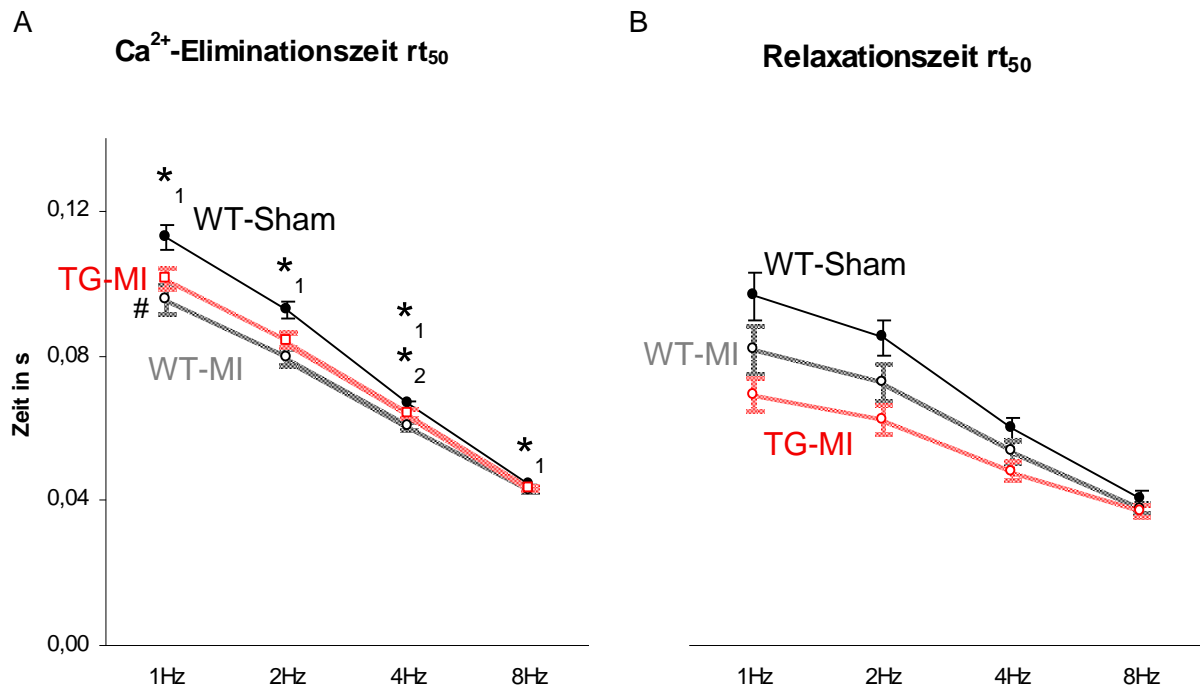 A
Ca²⁺-Eliminationszeit rt₅₀
*₁
0,12
WT-Sham
*₁
TG-MI
#
*₁
*₂
0,08
WT-MI
Zeit in s
*₁
0,04
0,00
1Hz 2Hz 4Hz 8Hz
B
Relaxationszeit rt₅₀
WT-Sham
WT-MI
TG-MI
1Hz 2Hz 4Hz 8Hz